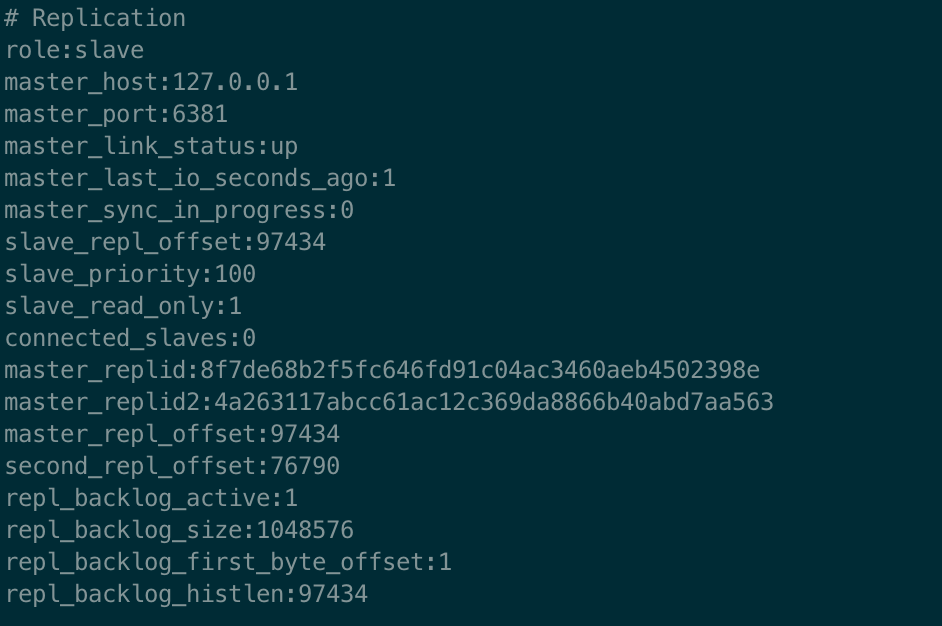 # Replication
role:slave
master_host:127.0.0.1
master_port:6381
master_link_status:up
master_last_io_seconds_ago:1
master_sync_in_progress:0
slave_repl_offset:97434
slave_priority:100
slave_read_only:1
connected_slaves:0
master_replid:8f7de68b2f5fc646fd91c04ac3460aeb4502398e
master_replid2:4a263117abcc61ac12c369da8866b40abd7aa563
master_repl_offset:97434
second_repl_offset:76790
repl_backlog_active:1
repl_backlog_size:1048576
repl_backlog_first_byte_offset:1
repl_backlog_histlen:97434